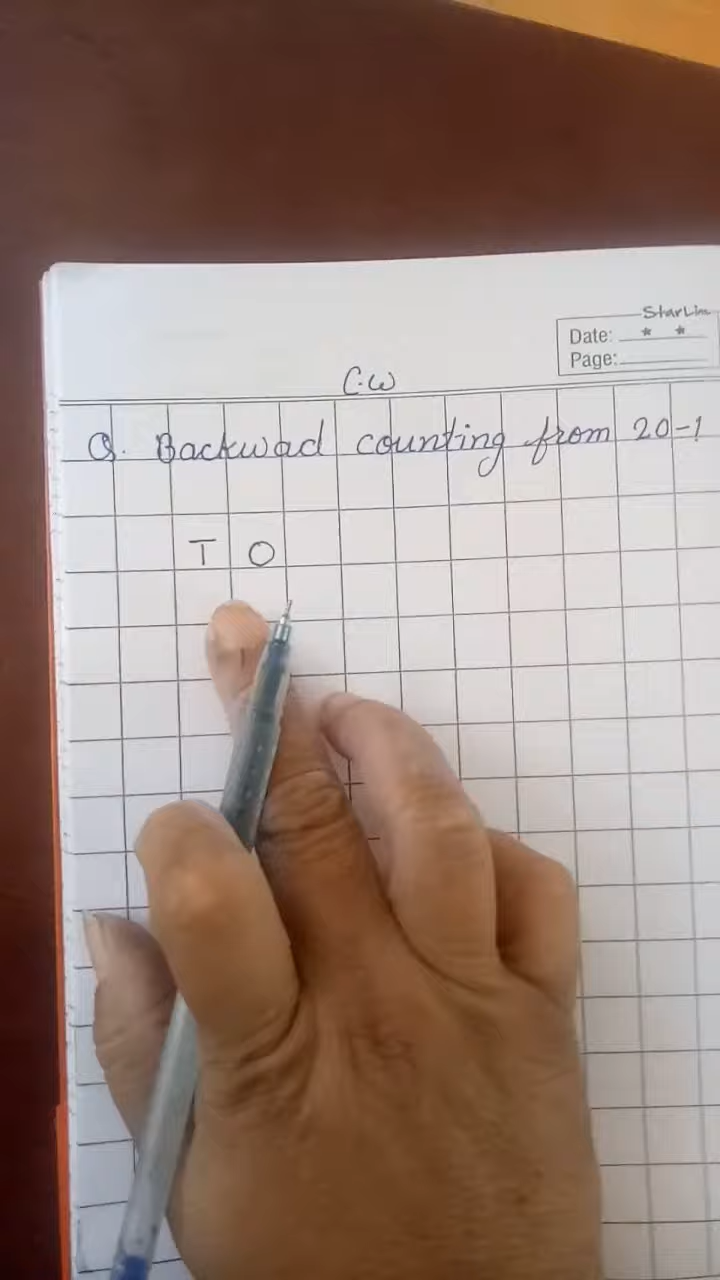 StarLine
Date:
Page:
C.W
Q. Backwad counting from 20-1
T O